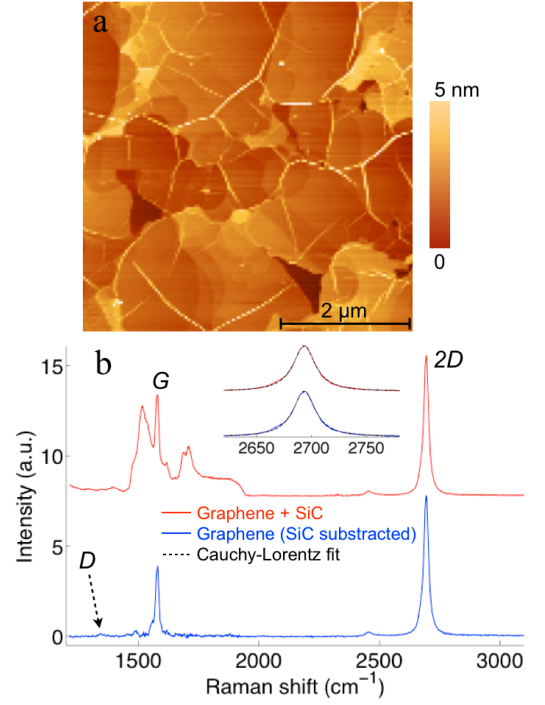 a
5 nm
0
2 µm
b
15
10
5
0
Intensity (a.u.)
G
2D
D
2650 2700 2750
Graphene + SiC
Graphene (SiC substracted)
Cauchy-Lorentz fit
1500 2000 2500 3000
Raman shift (cm⁻¹)